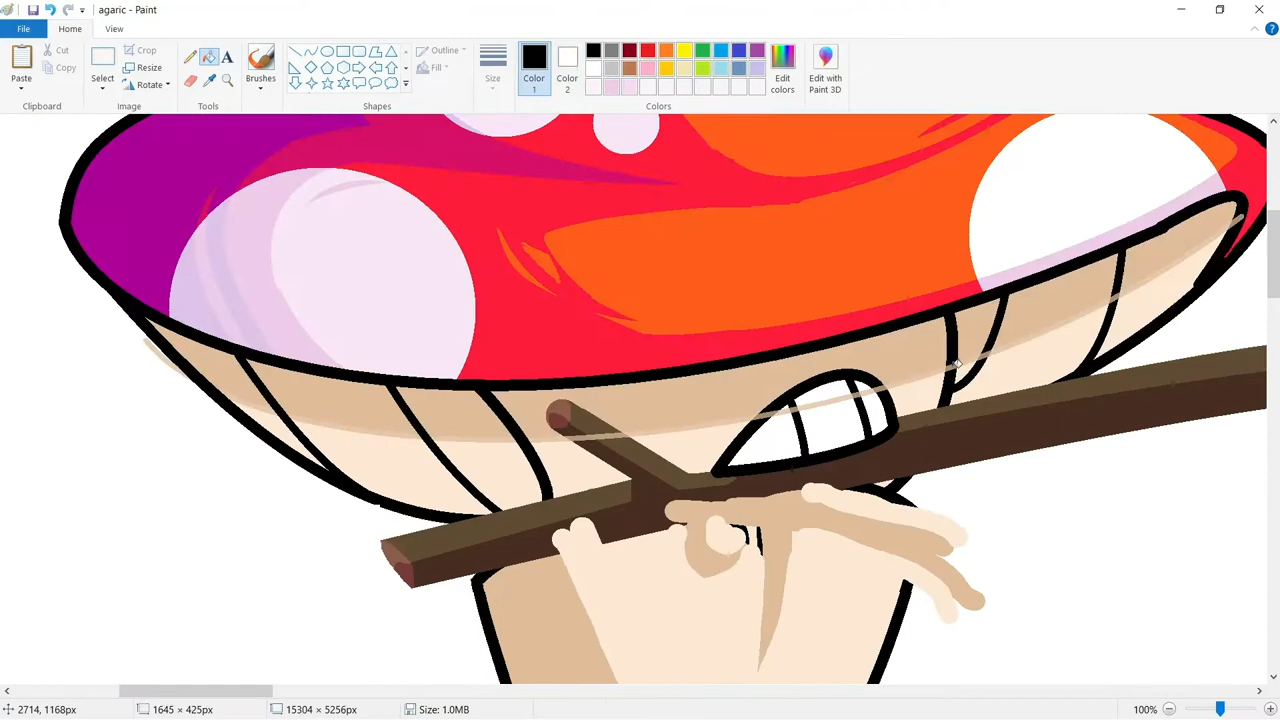 agaric - Paint
File
Home
View
Paste
Cut
Copy
Clipboard
Select
Crop
Resize
Rotate
Image
Tools
Brushes
Shapes
Outline
Fill
Size
Color
1
Color
2
Edit
colors
Colors
Edit with
Paint 3D
2714, 1168px
1645 × 425px
15304 × 5256px
Size: 1.0MB
100%